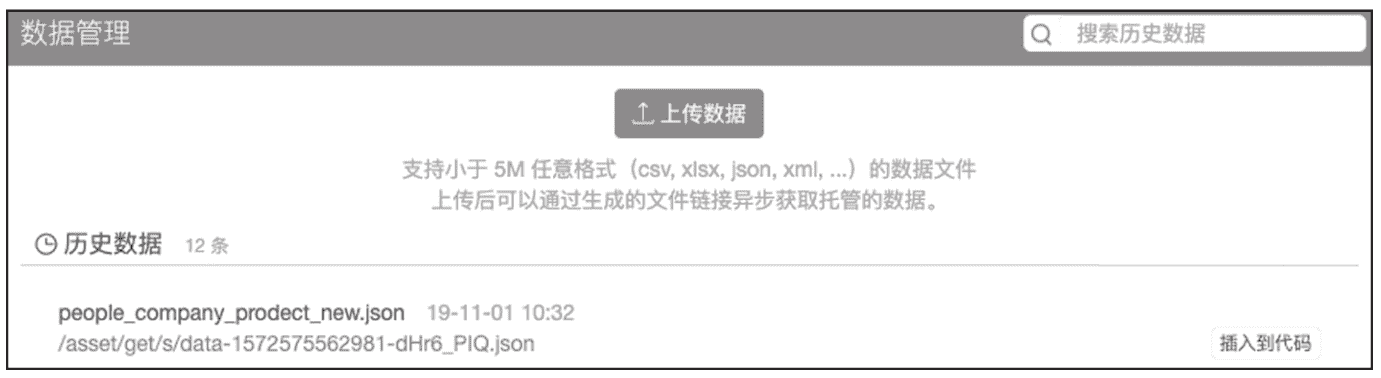 数据管理
搜索历史数据
上传数据
支持小于 5M 任意格式（csv, xlsx, json, xml, ...）的数据文件
上传后可以通过生成的文件链接异步获取托管的数据。
历史数据 12 条
people_company_prodect_new.json 19-11-01 10:32
/asset/get/s/data-1572575562981-dHr6_PIQ.json
插入到代码